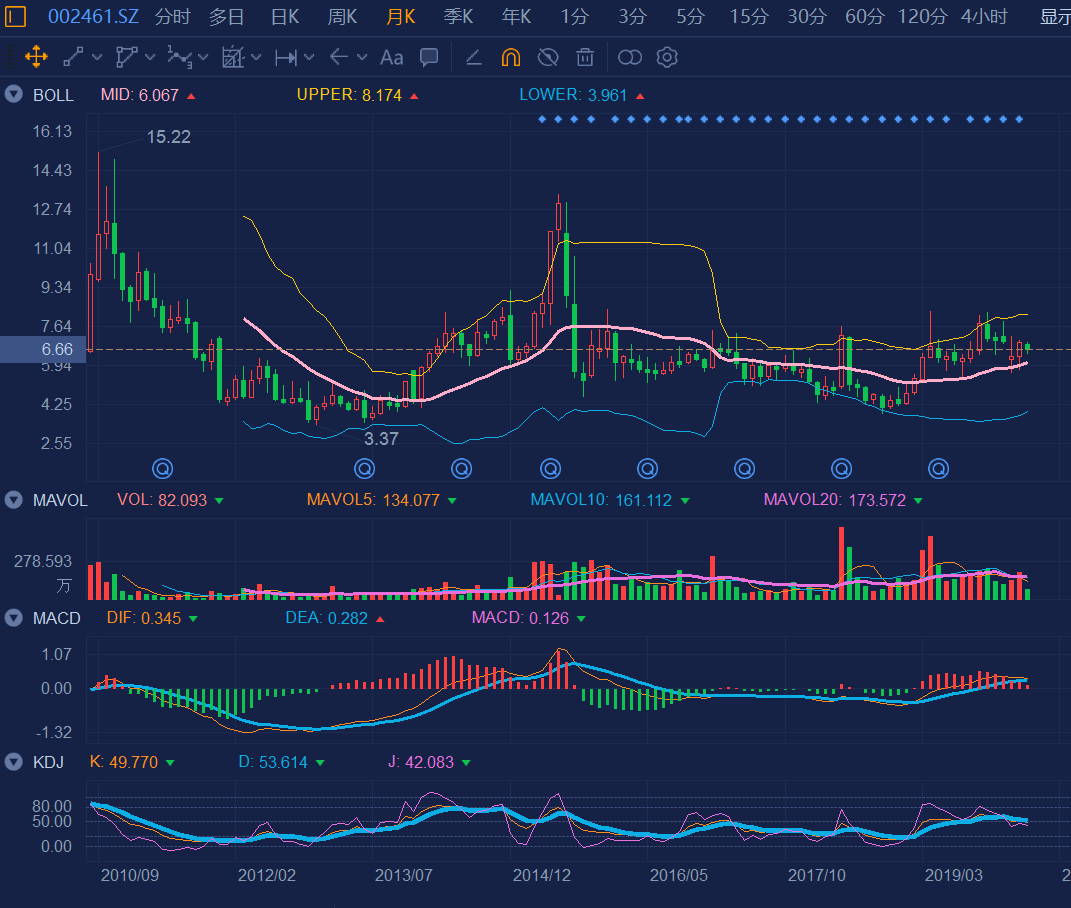 002461.SZ 分时 多日 日K 周K 月K 季K 年K 1分 3分 5分 15分 30分 60分 120分 4小时 显示
Aa
BOLL MID: 6.067 UPPER: 8.174 LOWER: 3.961
16.13
15.22
14.43
12.74
11.04
9.34
7.64
6.66
5.94
4.25
3.37
2.55
Q Q Q Q Q Q Q Q
MAVOL VOL: 82.093 MAVOL5: 134.077 MAVOL10: 161.112 MAVOL20: 173.572
278.593
万
MACD DIF: 0.345 DEA: 0.282 MACD: 0.126
1.07
0.00
-1.32
KDJ K: 49.770 D: 53.614 J: 42.083
80.00
50.00
0.00
2010/09 2012/02 2013/07 2014/12 2016/05 2017/10 2019/03 2